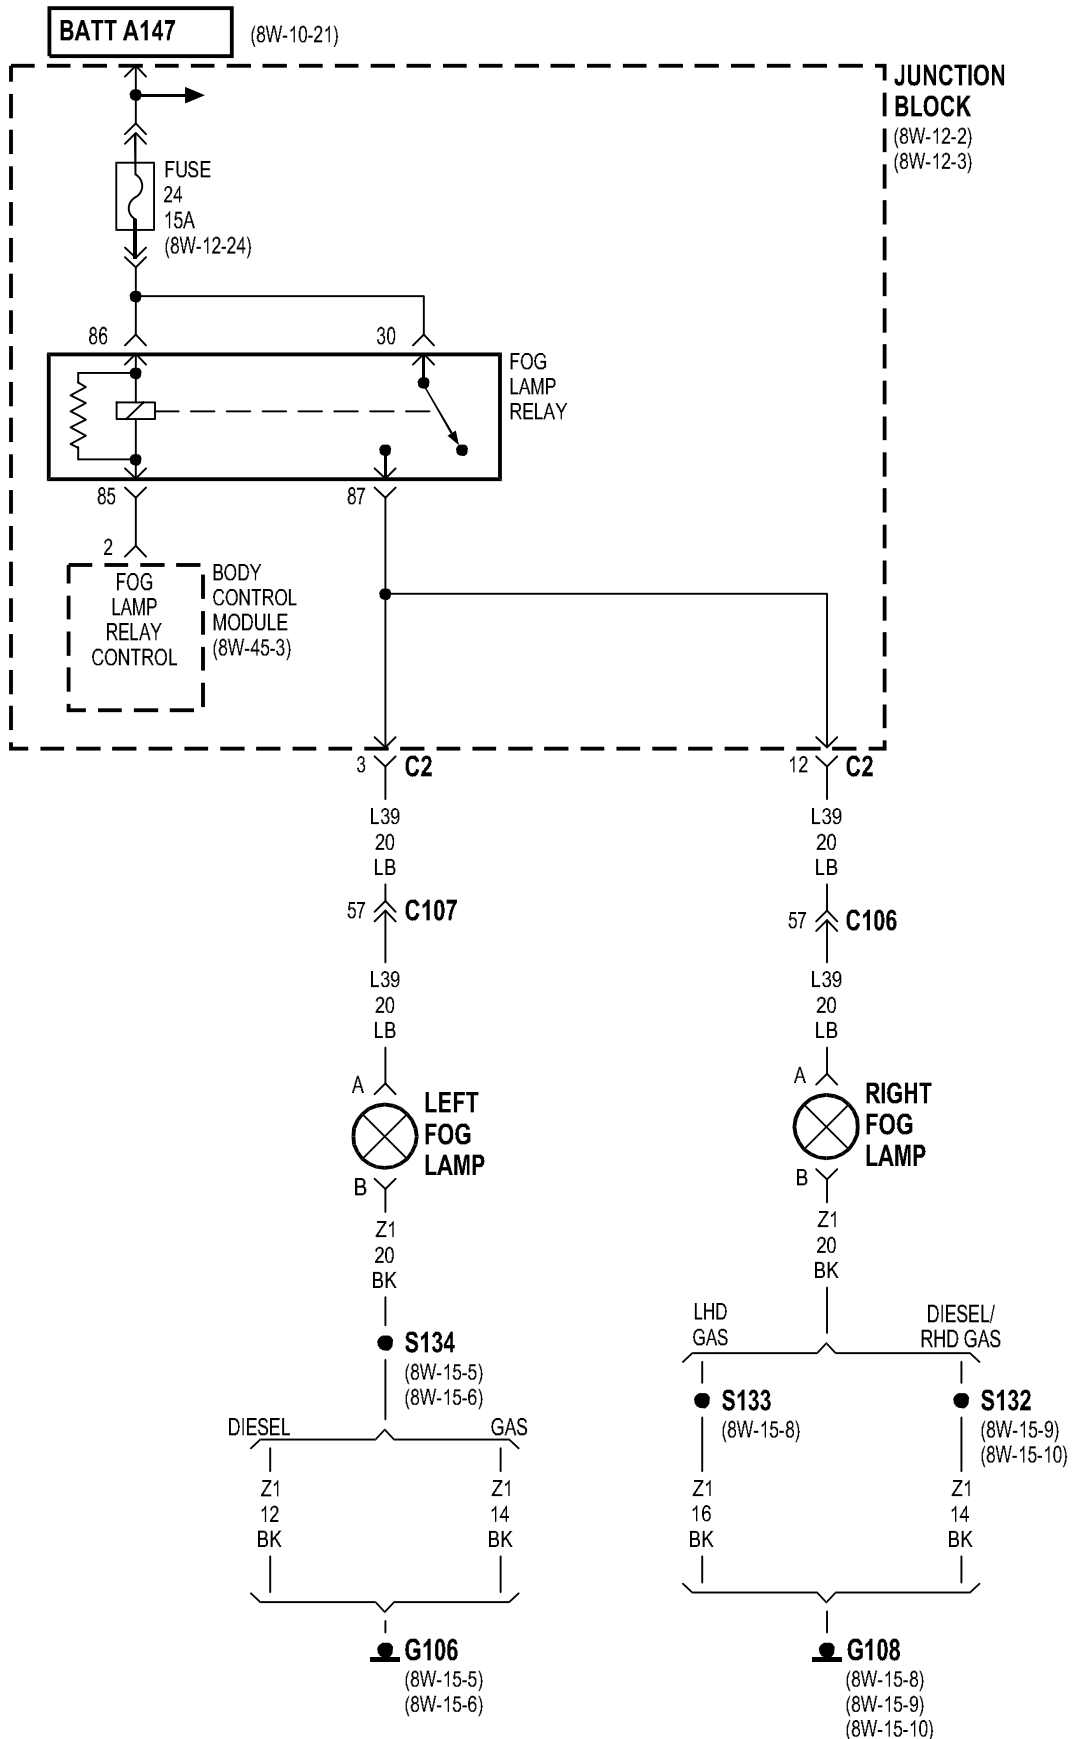 BATT A147
(8W-10-21)
JUNCTION
BLOCK
(8W-12-2)
(8W-12-3)
FUSE
24
15A
(8W-12-24)
86
30
FOG
LAMP
RELAY
85
87
2
FOG
LAMP
RELAY
CONTROL
BODY
CONTROL
MODULE
(8W-45-3)
3
C2
12
C2
L39
20
LB
L39
20
LB
57
C107
57
C106
L39
20
LB
L39
20
LB
A
LEFT
FOG
LAMP
B
A
RIGHT
FOG
LAMP
B
Z1
20
BK
Z1
20
BK
S134
(8W-15-5)
(8W-15-6)
LHD
GAS
DIESEL/
RHD GAS
S133
(8W-15-8)
S132
(8W-15-9)
(8W-15-10)
DIESEL
GAS
Z1
12
BK
Z1
14
BK
Z1
16
BK
Z1
14
BK
G106
(8W-15-5)
(8W-15-6)
G108
(8W-15-8)
(8W-15-9)
(8W-15-10)